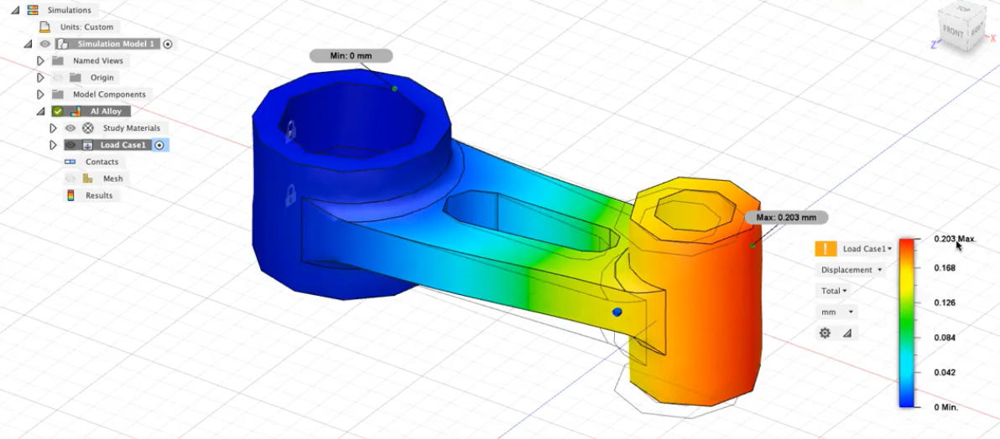 Simulations
Units: Custom
Simulation Model 1
Named Views
Origin
Model Components
Al Alloy
Study Materials
Load Case1
Contacts
Mesh
Results
Min: 0 mm
Max: 0.203 mm
TOP
FRONT
RIGHT
Z
X
Load Case1
Displacement
Total
mm
0.203 Max.
0.168
0.126
0.084
0.042
0 Min.